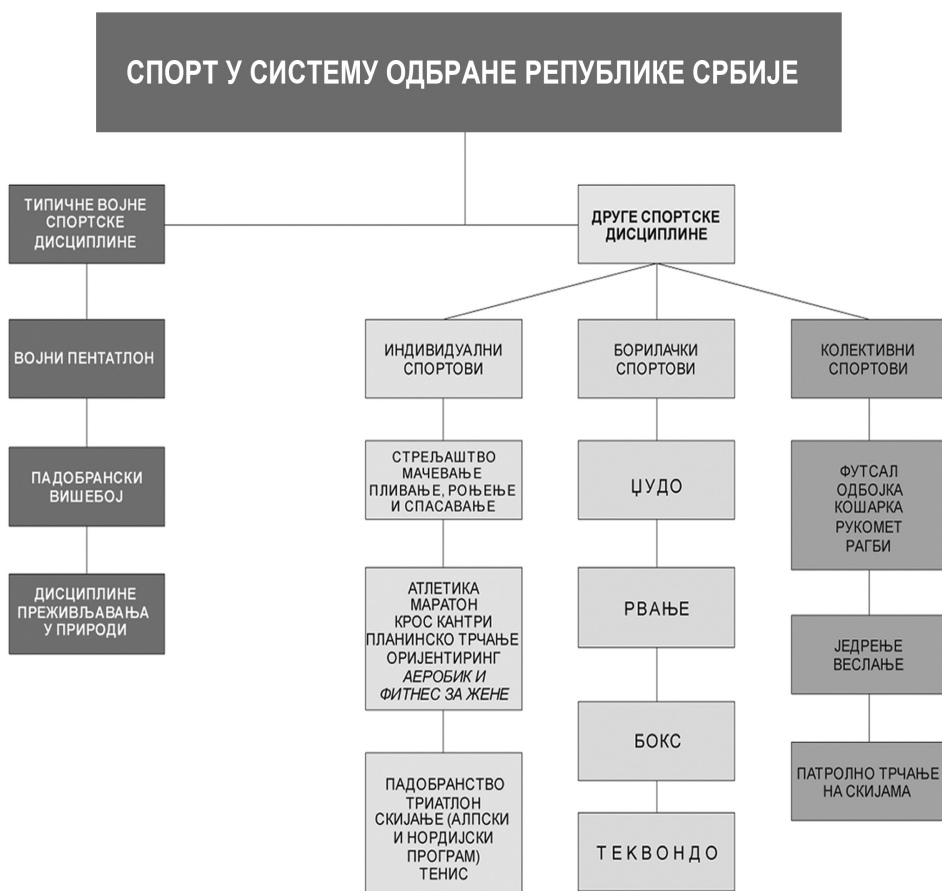 СПОРТ У СИСТЕМУ ОДБРАНЕ РЕПУБЛИКЕ СРБИЈЕ
ТИПИЧНЕ ВОЈНЕ
СПОРТСКЕ
ДИСЦИПЛИНЕ
ДРУГЕ СПОРТСКЕ
ДИСЦИПЛИНЕ
ВОЈНИ ПЕНТАТЛОН
ПАДОБРАНСКИ
ВИШЕБОЈ
ДИСЦИПЛИНЕ
ПРЕЖИВЉАВАЊА
У ПРИРОДИ
ИНДИВИДУАЛНИ
СПОРТОВИ
СТРЕЉАШТВО
МАЧЕВАЊЕ
ПЛИВАЊЕ, РОЊЕЊЕ
И СПАСАВАЊЕ
АТЛЕТИКА
МАРАТОН
КРОС КАНТРИ
ПЛАНИНСКО ТРЧАЊЕ
ОРИЈЕНТИРИНГ
АЕРОБИК И
ФИТНЕС ЗА ЖЕНЕ
ПАДОБРАНСТВО
ТРИАТЛОН
СКИЈАЊЕ (АЛПСКИ
И НОРДИЈСКИ
ПРОГРАМ)
ТЕНИС
БОРИЛАЧКИ
СПОРТОВИ
ЏУДО
РВАЊЕ
БОКС
ТЕКВОНДО
КОЛЕКТИВНИ
СПОРТОВИ
ФУТСАЛ
ОДБОЈКА
КОШАРКА
РУКОМЕТ
РАГБИ
ЈЕДРЕЊЕ
ВЕСЛАЊЕ
ПАТРОЛНО ТРЧАЊЕ
НА СКИЈАМА